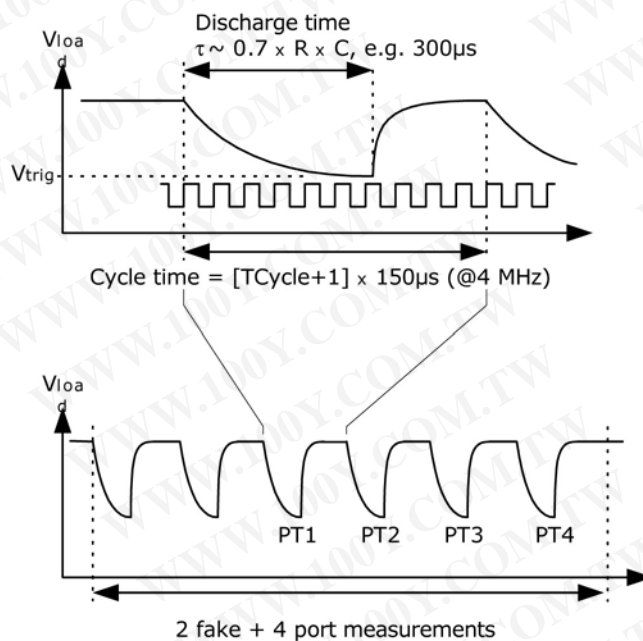 Discharge time
τ~ 0.7 x R x C, e.g. 300µs
Vloa
d
Vtrig
Cycle time = [TCycle+1] x 150µs (@4 MHz)
Vloa
d
PT1 PT2 PT3 PT4
2 fake + 4 port measurements
WWW.100Y.COM.TW